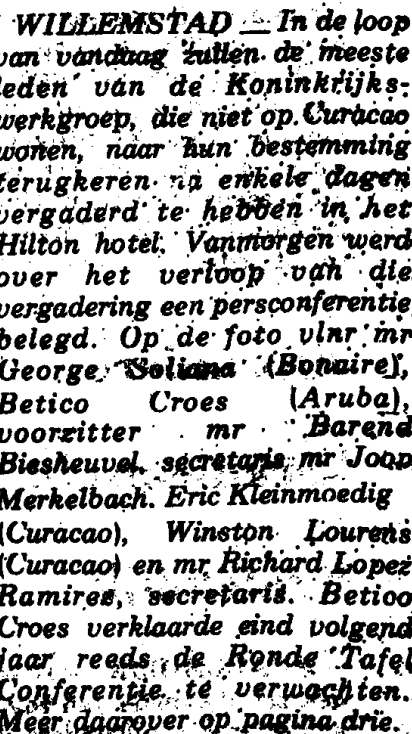 WILLEMSTAD — In de loop
van vandaag zullen de meeste
leden van de Koninkrijks-
werkgroep, die niet op Curacao
wonen, naar hun bestemming
terugkeren na enkele dagen
vergaderd te hebben in het
Hilton hotel. Vanmorgen werd
over het verloop van die
vergadering een persconferentie
belegd. Op de foto vlnr mr
George Soliana (Bonaire),
Betico Croes (Aruba),
voorzitter mr Barend
Biesheuvel, secretaris mr Joop
Merkelbach. Eric Kleinmoedig
(Curacao), Winston Lourens
(Curacao) en mr Richard Lopez
Ramirez, secretaris. Betico
Croes verklaarde eind volgend
jaar reeds de Ronde Tafel
Conferentie te verwachten.
Meer daarover op pagina drie.